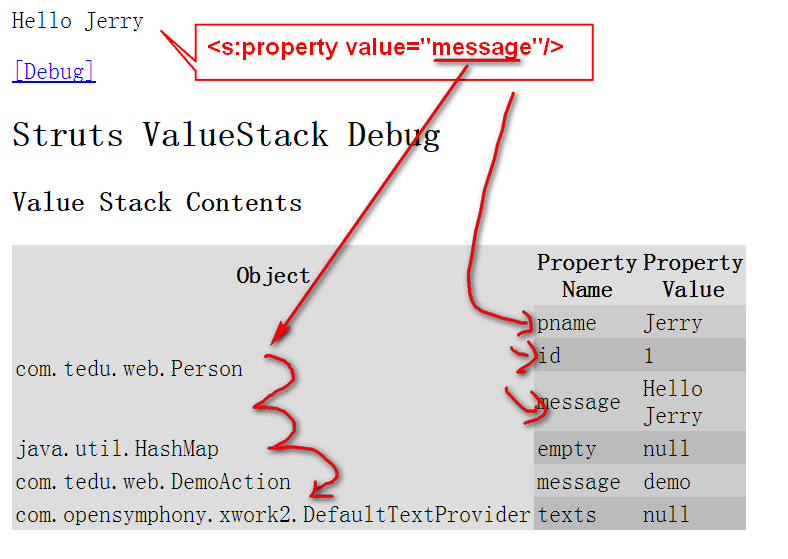 Hello Jerry
<s:property value="message"/>
[Debug]
Struts ValueStack Debug
Value Stack Contents
Object
Property Name
Property Value
com.tedu.web.Person
pname Jerry
id 1
message Hello Jerry
java.util.HashMap empty null
com.tedu.web.DemoAction message demo
com.opensymphony.xwork2.DefaultTextProvider texts null